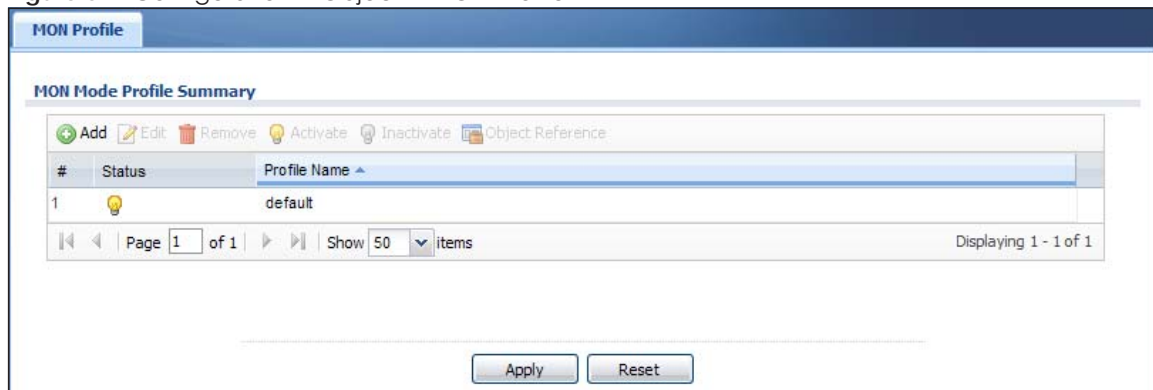 MON Profile
MON Mode Profile Summary
Add Edit Remove Activate Inactivate Object Reference
# Status Profile Name
1 default
Page 1 of 1 Show 50 items Displaying 1 - 1 of 1
Apply Reset